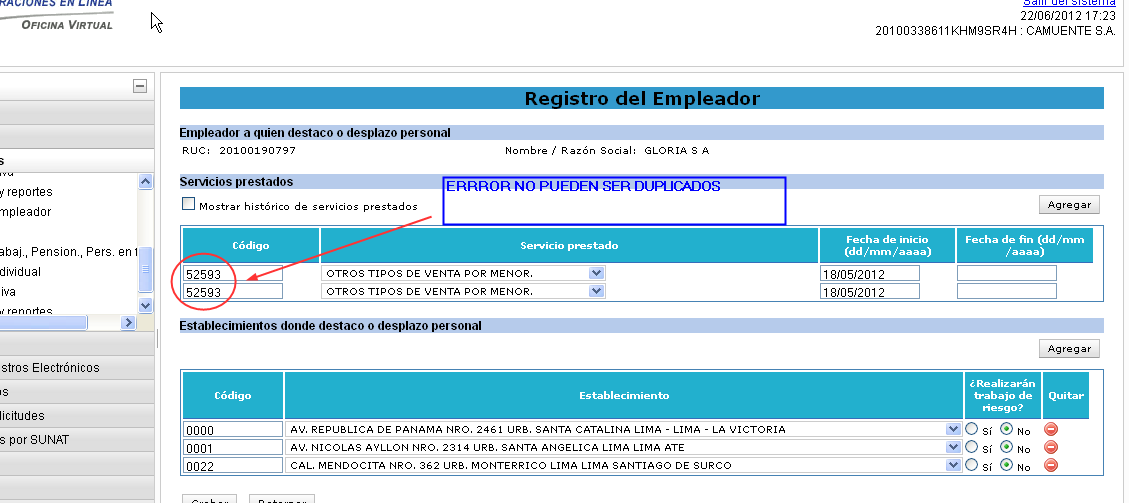 RACIONES EN LÍNEA
OFICINA VIRTUAL
Salir del sistema
22/06/2012 17:23
20100338611KHM9SR4H : CAMUENTE S.A.
s
y reportes
mpleador
abaj., Pension., Pers. en f
dividual
iva
y reportes
stros Electrónicos
os
licitudes
s por SUNAT
Registro del Empleador
Empleador a quien destaco o desplazo personal
RUC: 20100190797 Nombre / Razón Social: GLORIA S A
Servicios prestados
ERRROR NO PUEDEN SER DUPLICADOS
Mostrar histórico de servicios prestados
Agregar
Código Servicio prestado Fecha de inicio (dd/mm/aaaa) Fecha de fin (dd/mm /aaaa)
52593 OTROS TIPOS DE VENTA POR MENOR. 18/05/2012
52593 OTROS TIPOS DE VENTA POR MENOR. 18/05/2012
Establecimientos donde destaco o desplazo personal
Agregar
Código Establecimiento ¿Realizarán trabajo de riesgo? Quitar
0000 AV. REPUBLICA DE PANAMA NRO. 2461 URB. SANTA CATALINA LIMA - LIMA - LA VICTORIA Sí No
0001 AV. NICOLAS AYLLON NRO. 2314 URB. SANTA ANGELICA LIMA LIMA ATE Sí No
0022 CAL. MENDOCITA NRO. 362 URB. MONTERRICO LIMA LIMA SANTIAGO DE SURCO Sí No
Grabar Retornar